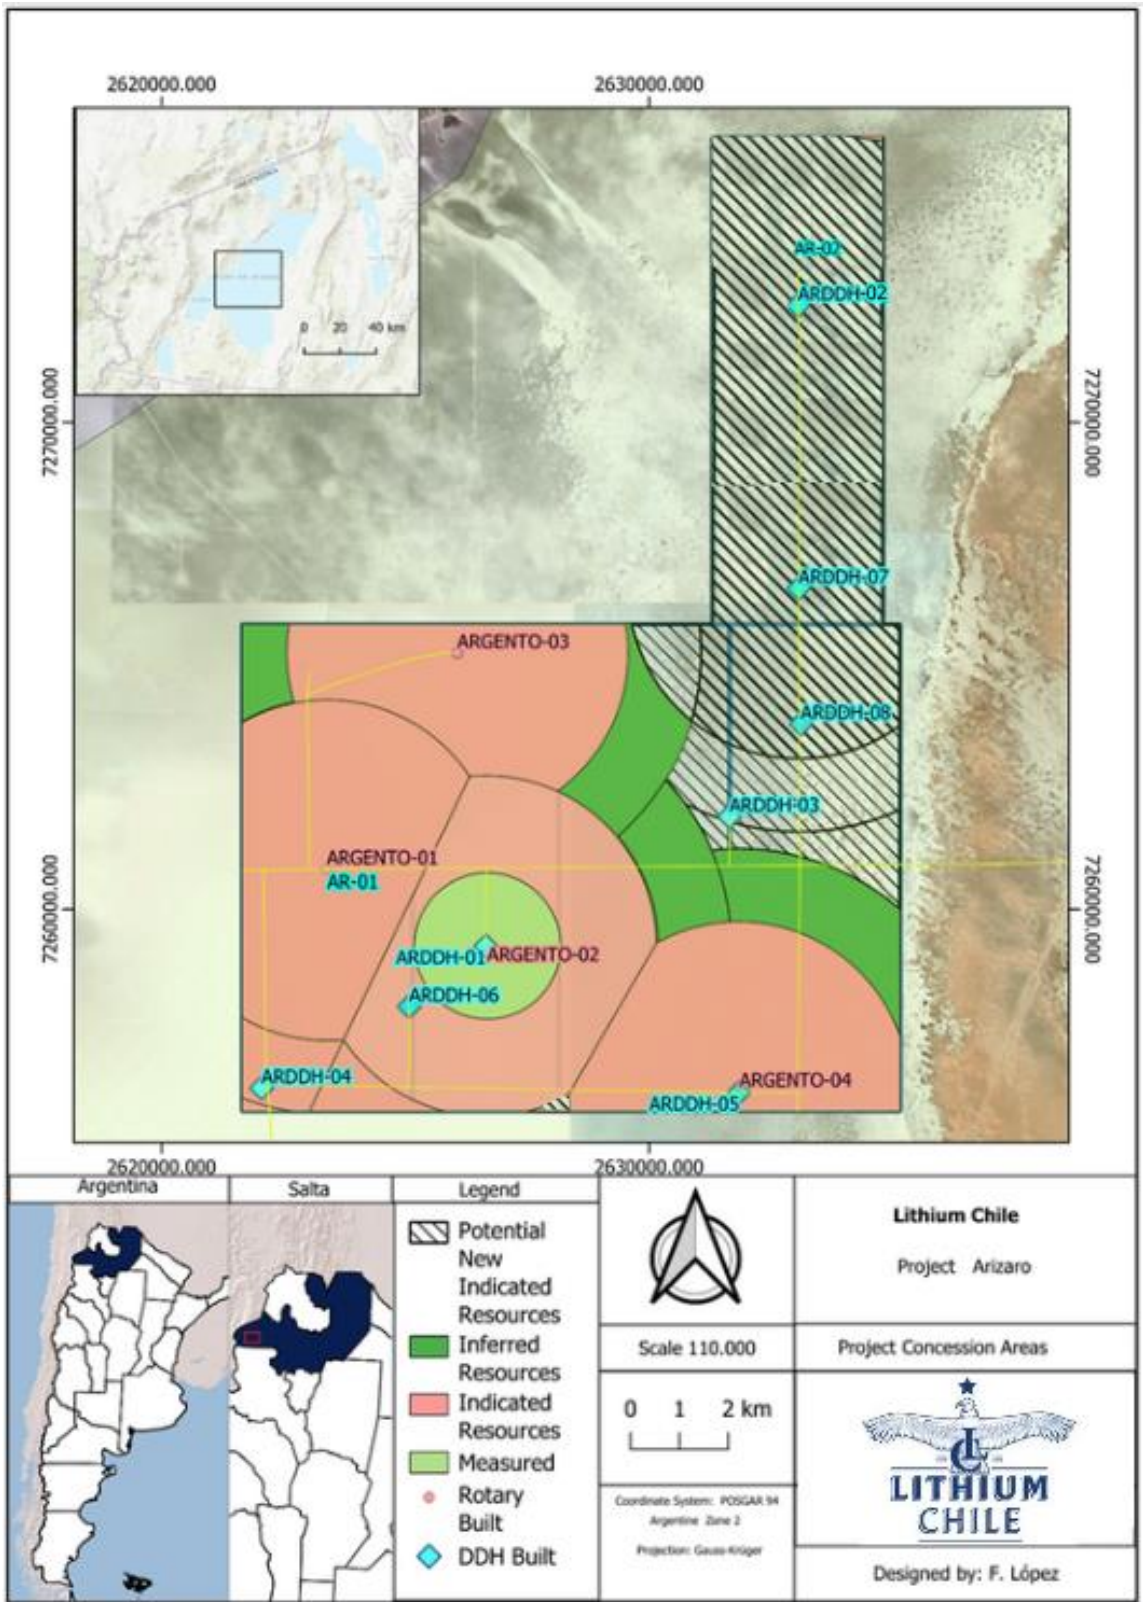 2620000.000 2630000.000
0 20 40 km
AR-02
ARDDH-02
7270000.000 7270000.000
ARDDH-07
ARGENTO-03
ARDDH-08
ARDDH-03
ARGENTO-01
AR-01
7260000.000 7260000.000
ARDDH-01 ARGENTO-02
ARDDH-06
ARDDH-04
ARGENTO-04
ARDDH-05
2620000.000 2630000.000
Argentina
Salta
Legend
Potential
New
Indicated
Resources
Inferred
Resources
Indicated
Resources
Measured
Rotary
Built
DDH Built
Scale 110.000
0 1 2 km
Coordinate System: POSGAR 94
Argentine Zone 2
Projection: Gauss-Krüger
Lithium Chile
Project Arizaro
Project Concession Areas
LC
LITHIUM
CHILE
Designed by: F. López